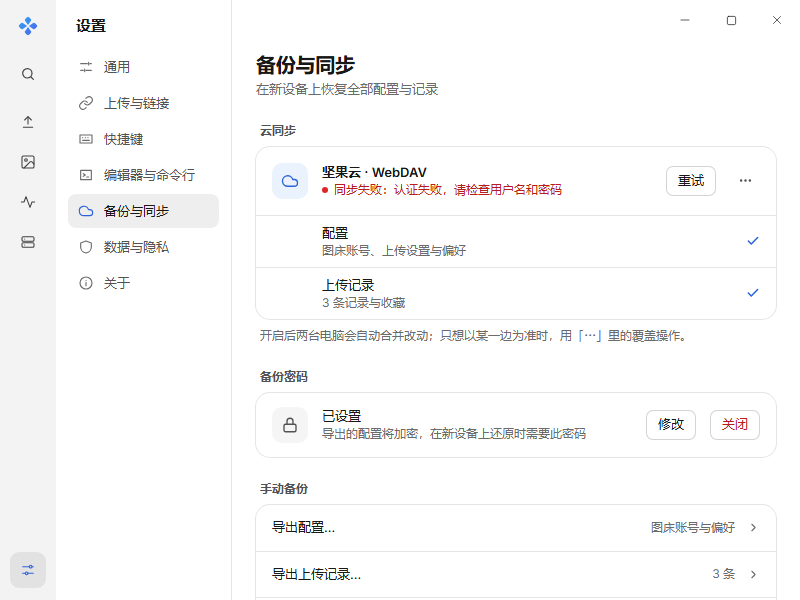 设置
通用
上传与链接
快捷键
编辑器与命令行
备份与同步
数据与隐私
关于
备份与同步
在新设备上恢复全部配置与记录
云同步
坚果云 · WebDAV
同步失败：认证失败，请检查用户名和密码
重试
配置
图床账号、上传设置与偏好
上传记录
3 条记录与收藏
开启后两台电脑会自动合并改动；只想以某一边为准时，用「…」里的覆盖操作。
备份密码
已设置
导出的配置将加密，在新设备上还原时需要此密码
修改
关闭
手动备份
导出配置...
图床账号与偏好
导出上传记录...
3 条